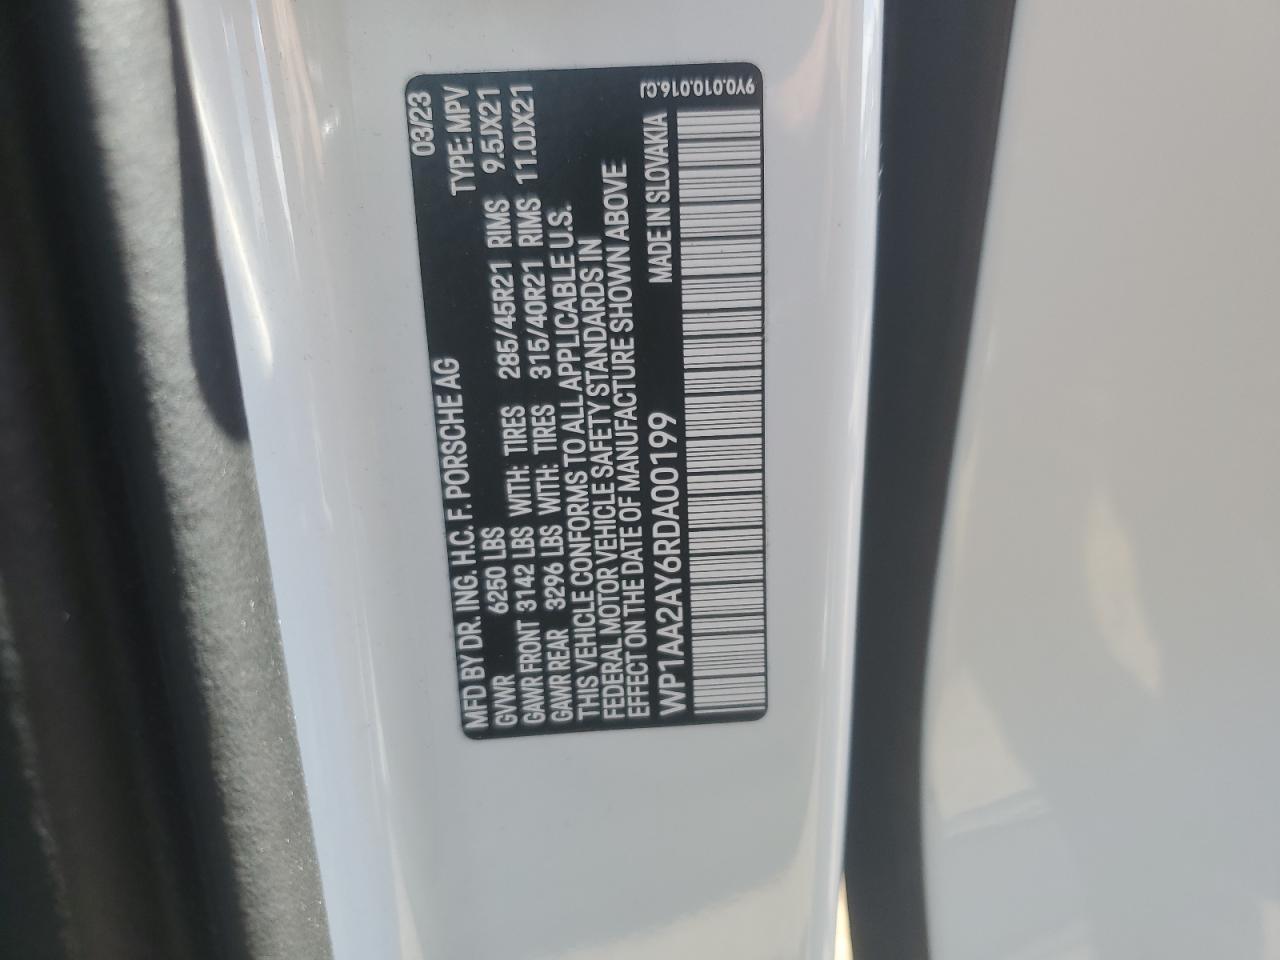 MFD BY DR. ING. H.C. F. PORSCHE AG 03/23
GVWR 6250 LBS TYPE: MPV
GAWR FRONT 3142 LBS WITH: TIRES 285/45R21 RIMS 9.5JX21
GAWR REAR 3296 LBS WITH: TIRES 315/40R21 RIMS 11.0JX21
THIS VEHICLE CONFORMS TO ALL APPLICABLE U.S.
FEDERAL MOTOR VEHICLE SAFETY STANDARDS IN
EFFECT ON THE DATE OF MANUFACTURE SHOWN ABOVE
WP1AA2AY6RDA00199 MADE IN SLOVAKIA
9Y0.010.016.CJ